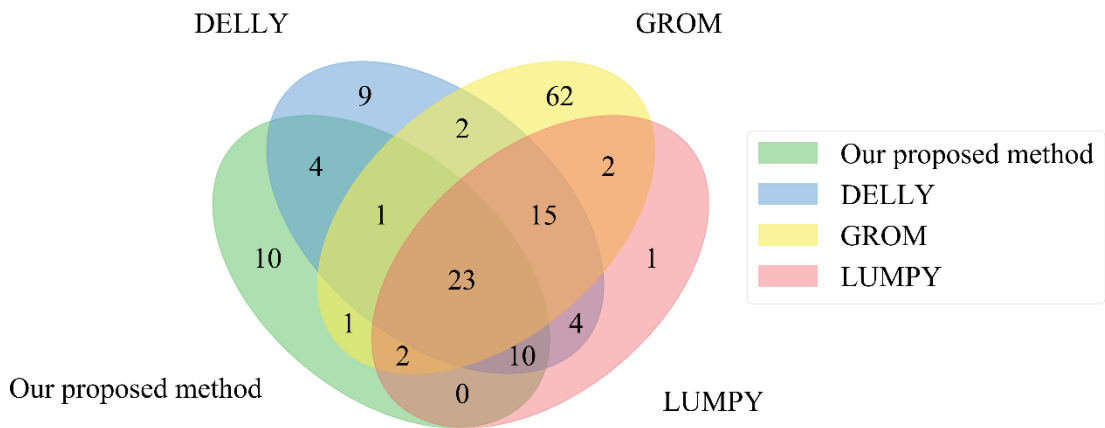 DELLY GROM
9 62
2
4 2
1 15
10 1
23
1 4
2 10
0
Our proposed method LUMPY
Our proposed method
DELLY
GROM
LUMPY